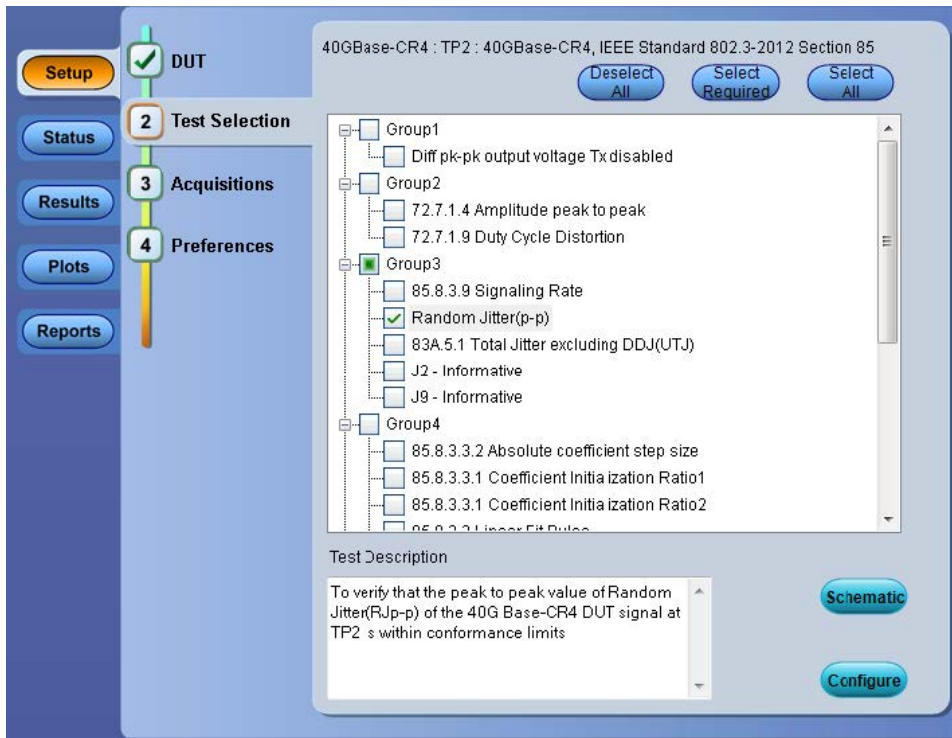 40GBase-CR4 : TP2 : 40GBase-CR4, IEEE Standard 802.3-2012 Section 85
Deselect All
Select Required
Select All
Setup
Status
Results
Plots
Reports
DUT
2 Test Selection
3 Acquisitions
4 Preferences
Group1
Diff pk-pk output voltage Tx disabled
Group2
72.7.1.4 Amplitude peak to peak
72.7.1.9 Duty Cycle Distortion
Group3
85.8.3.9 Signaling Rate
Random Jitter(p-p)
83A.5.1 Total Jitter excluding DDJ(UTJ)
J2 - Informative
J9 - Informative
Group4
85.8.3.3.2 Absolute coefficient step size
85.8.3.3.1 Coefficient Initia ization Ratio1
85.8.3.3.1 Coefficient Initia ization Ratio2
Test Description
To verify that the peak to peak value of Random
Jitter(RJp-p) of the 40G Base-CR4 DUT signal at
TP2 s within conformance limits
Schematic
Configure